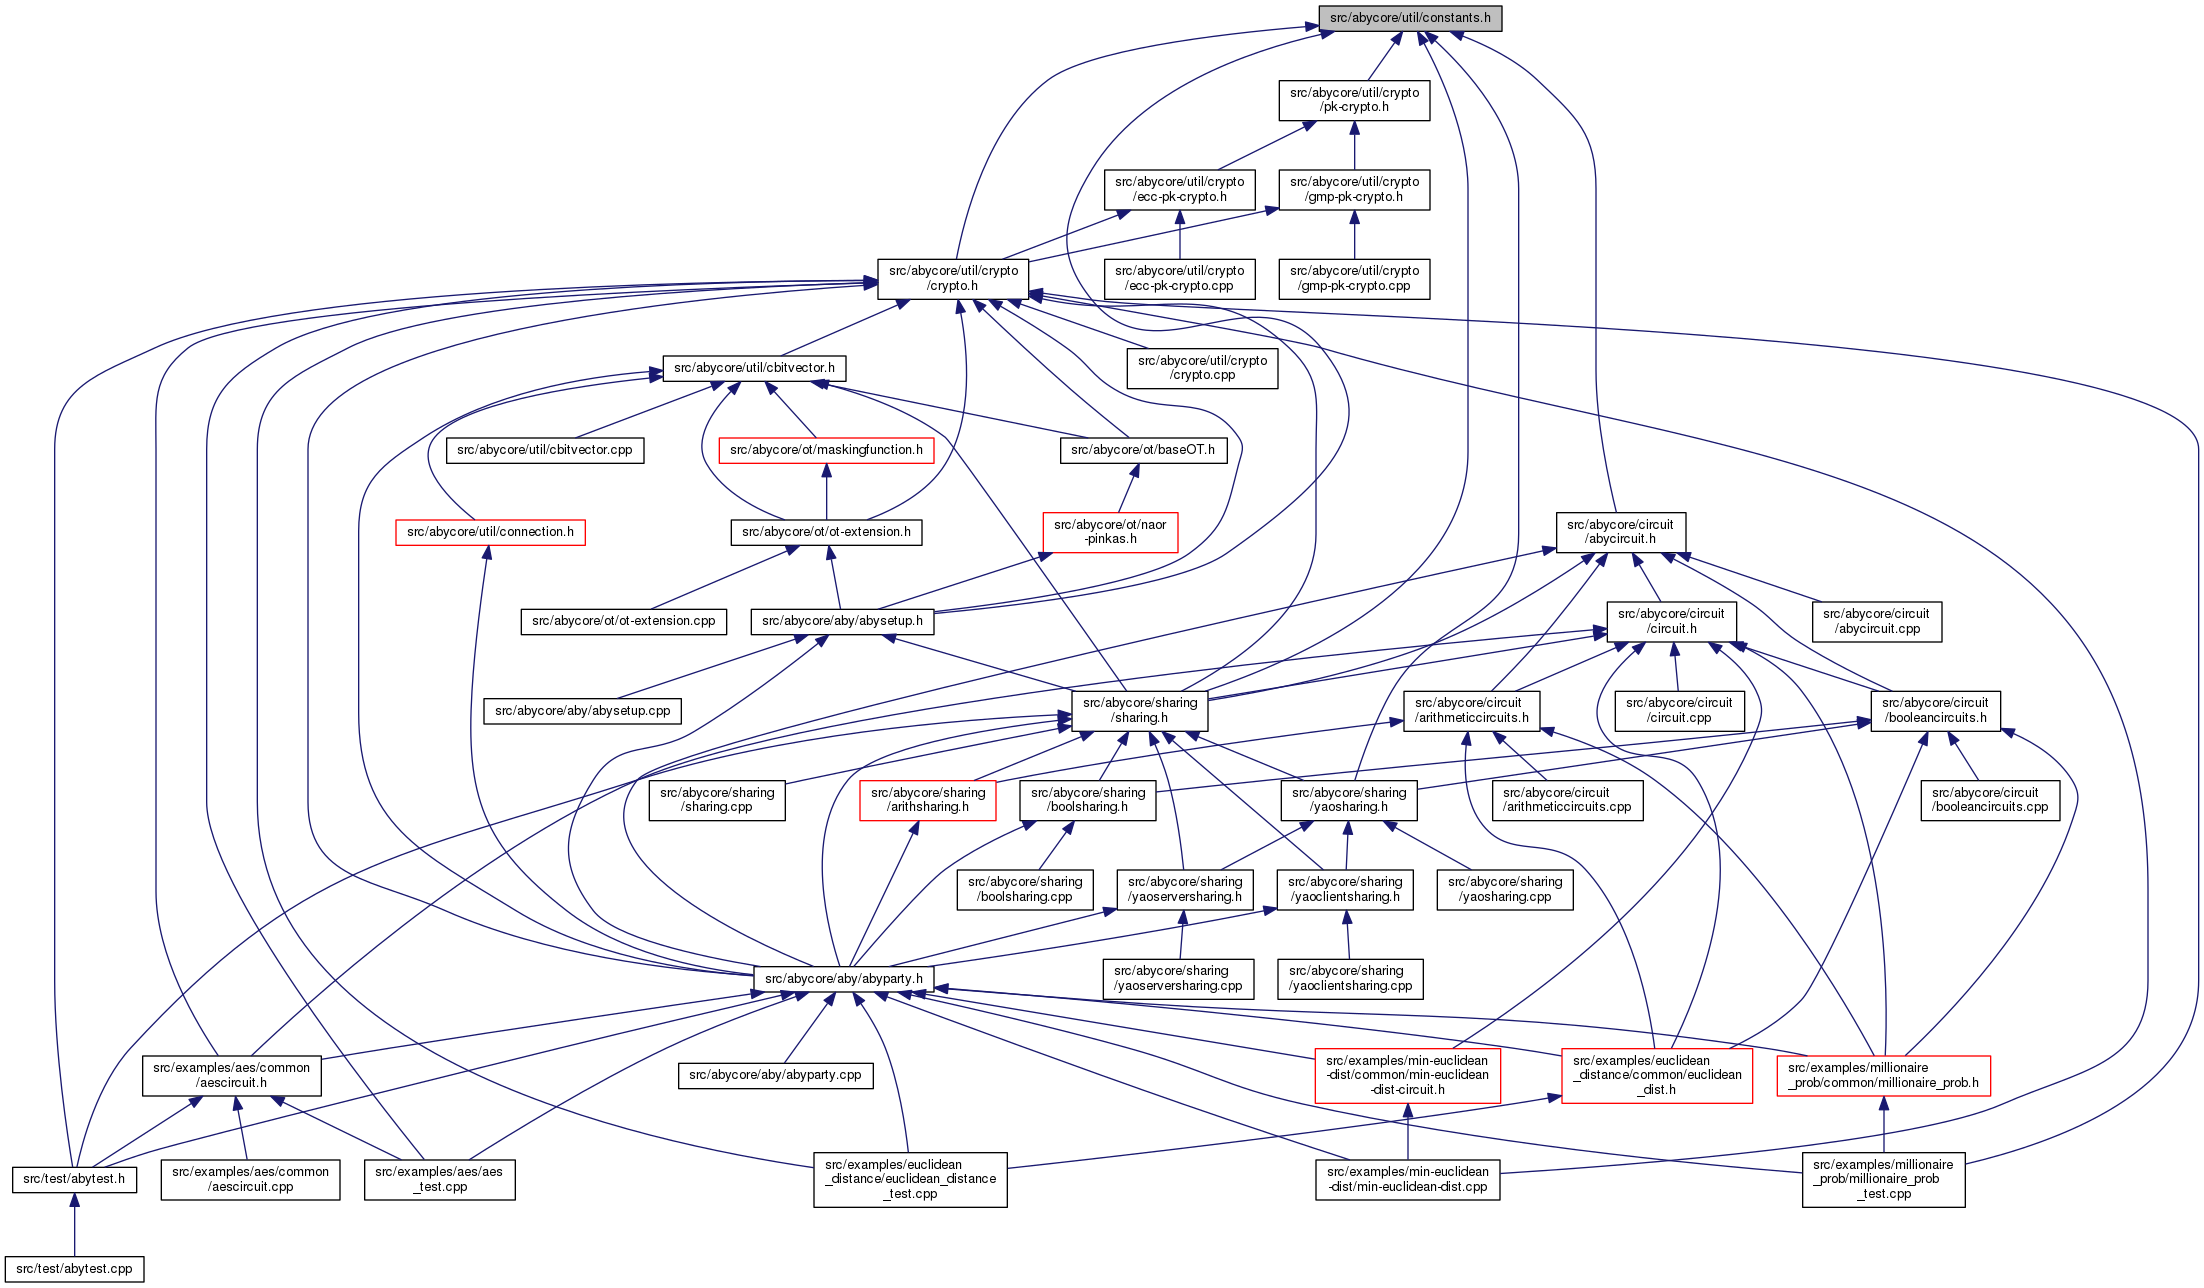 src/abycore/util/constants.h
src/abycore/util/crypto
/pk-crypto.h
src/abycore/util/crypto
/ecc-pk-crypto.h
src/abycore/util/crypto
/gmp-pk-crypto.h
src/abycore/util/crypto
/crypto.h
src/abycore/util/crypto
/ecc-pk-crypto.cpp
src/abycore/util/crypto
/gmp-pk-crypto.cpp
src/abycore/util/cbitvector.h
src/abycore/util/crypto
/crypto.cpp
src/abycore/util/cbitvector.cpp
src/abycore/ot/maskingfunction.h
src/abycore/ot/baseOT.h
src/abycore/util/connection.h
src/abycore/ot/ot-extension.h
src/abycore/ot/naor
-pinkas.h
src/abycore/circuit
/abycircuit.h
src/abycore/ot/ot-extension.cpp
src/abycore/aby/abysetup.h
src/abycore/circuit
/circuit.h
src/abycore/circuit
/abycircuit.cpp
src/abycore/aby/abysetup.cpp
src/abycore/sharing
/sharing.h
src/abycore/circuit
/arithmeticcircuits.h
src/abycore/circuit
/circuit.cpp
src/abycore/circuit
/booleancircuits.h
src/abycore/sharing
/sharing.cpp
src/abycore/sharing
/arithsharing.h
src/abycore/sharing
/boolsharing.h
src/abycore/sharing
/yaosharing.h
src/abycore/circuit
/arithmeticcircuits.cpp
src/abycore/circuit
/booleancircuits.cpp
src/abycore/sharing
/boolsharing.cpp
src/abycore/sharing
/yaoserversharing.h
src/abycore/sharing
/yaoclientsharing.h
src/abycore/sharing
/yaosharing.cpp
src/abycore/aby/abyparty.h
src/abycore/sharing
/yaoserversharing.cpp
src/abycore/sharing
/yaoclientsharing.cpp
src/examples/aes/common
/aescircuit.h
src/abycore/aby/abyparty.cpp
src/examples/min-euclidean
-dist/common/min-euclidean
-dist-circuit.h
src/examples/euclidean
_distance/common/euclidean
_dist.h
src/examples/millionaire
_prob/common/millionaire_prob.h
src/test/abytest.h
src/examples/aes/common
/aescircuit.cpp
src/examples/aes/aes
_test.cpp
src/examples/euclidean
_distance/euclidean_distance
_test.cpp
src/examples/min-euclidean
-dist/min-euclidean-dist.cpp
src/examples/millionaire
_prob/millionaire_prob
_test.cpp
src/test/abytest.cpp